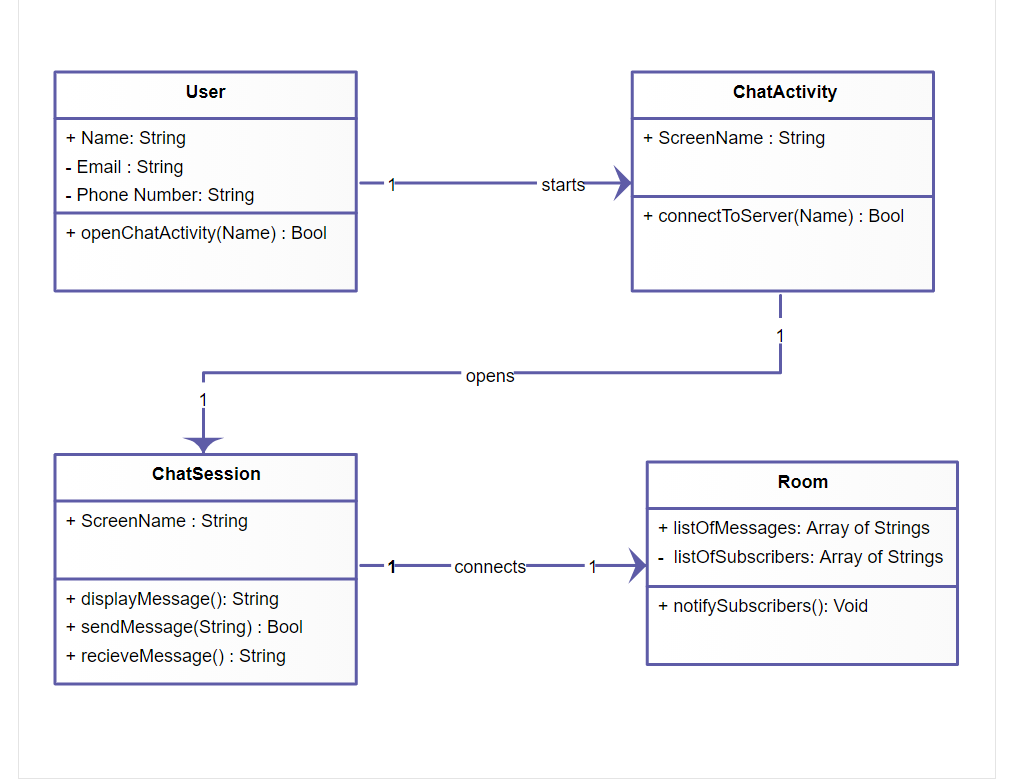 User
+ Name: String
- Email : String
- Phone Number: String
+ openChatActivity(Name) : Bool
1
starts
ChatActivity
+ ScreenName : String
+ connectToServer(Name) : Bool
1
opens
1
ChatSession
+ ScreenName : String
+ displayMessage(): String
+ sendMessage(String) : Bool
+ recieveMessage() : String
1
connects
1
Room
+ listOfMessages: Array of Strings
- listOfSubscribers: Array of Strings
+ notifySubscribers(): Void